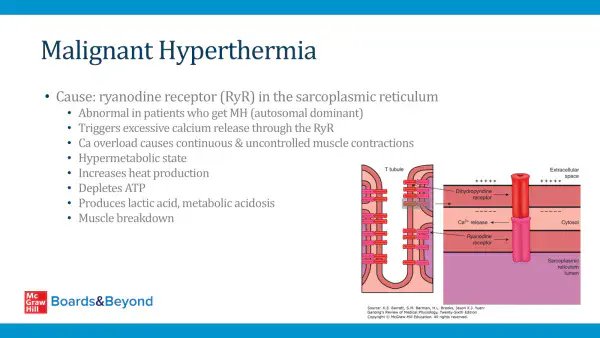 Malignant Hyperthermia
• Cause: ryanodine receptor (RyR) in the sarcoplasmic reticulum
• Abnormal in patients who get MH (autosomal dominant)
• Triggers excessive calcium release through the RyR
• Ca overload causes continuous & uncontrolled muscle contractions
• Hypermetabolic state
• Increases heat production
• Depletes ATP
• Produces lactic acid, metabolic acidosis
• Muscle breakdown
T tubule
Extracellular
space
+ + + + +
+ + + + +
Dihydropyridine
receptor
– – – – –
– – – – –
Ca²⁺ release
Cytosol
Ryanodine
receptor
Sarcoplasmic
reticulum
lumen
Source: K.E. Barrett, S.M. Barman, H.L. Brooks, Jason X.J. Yuan
Ganong's Review of Medical Physiology, Twenty-Sixth Edition
Copyright © McGraw Hill Education. All rights reserved.
Mc
Graw
Hill
Boards&Beyond